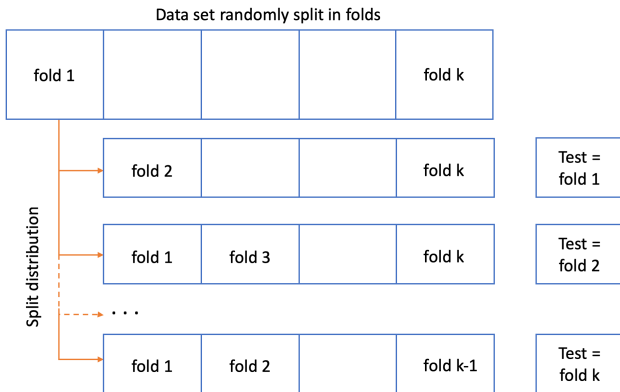 Data set randomly split in folds
fold 1
fold k
fold 2
fold k
Test =
fold 1
Split distribution
fold 1
fold 3
fold k
Test =
fold 2
. . .
fold 1
fold 2
fold k-1
Test =
fold k